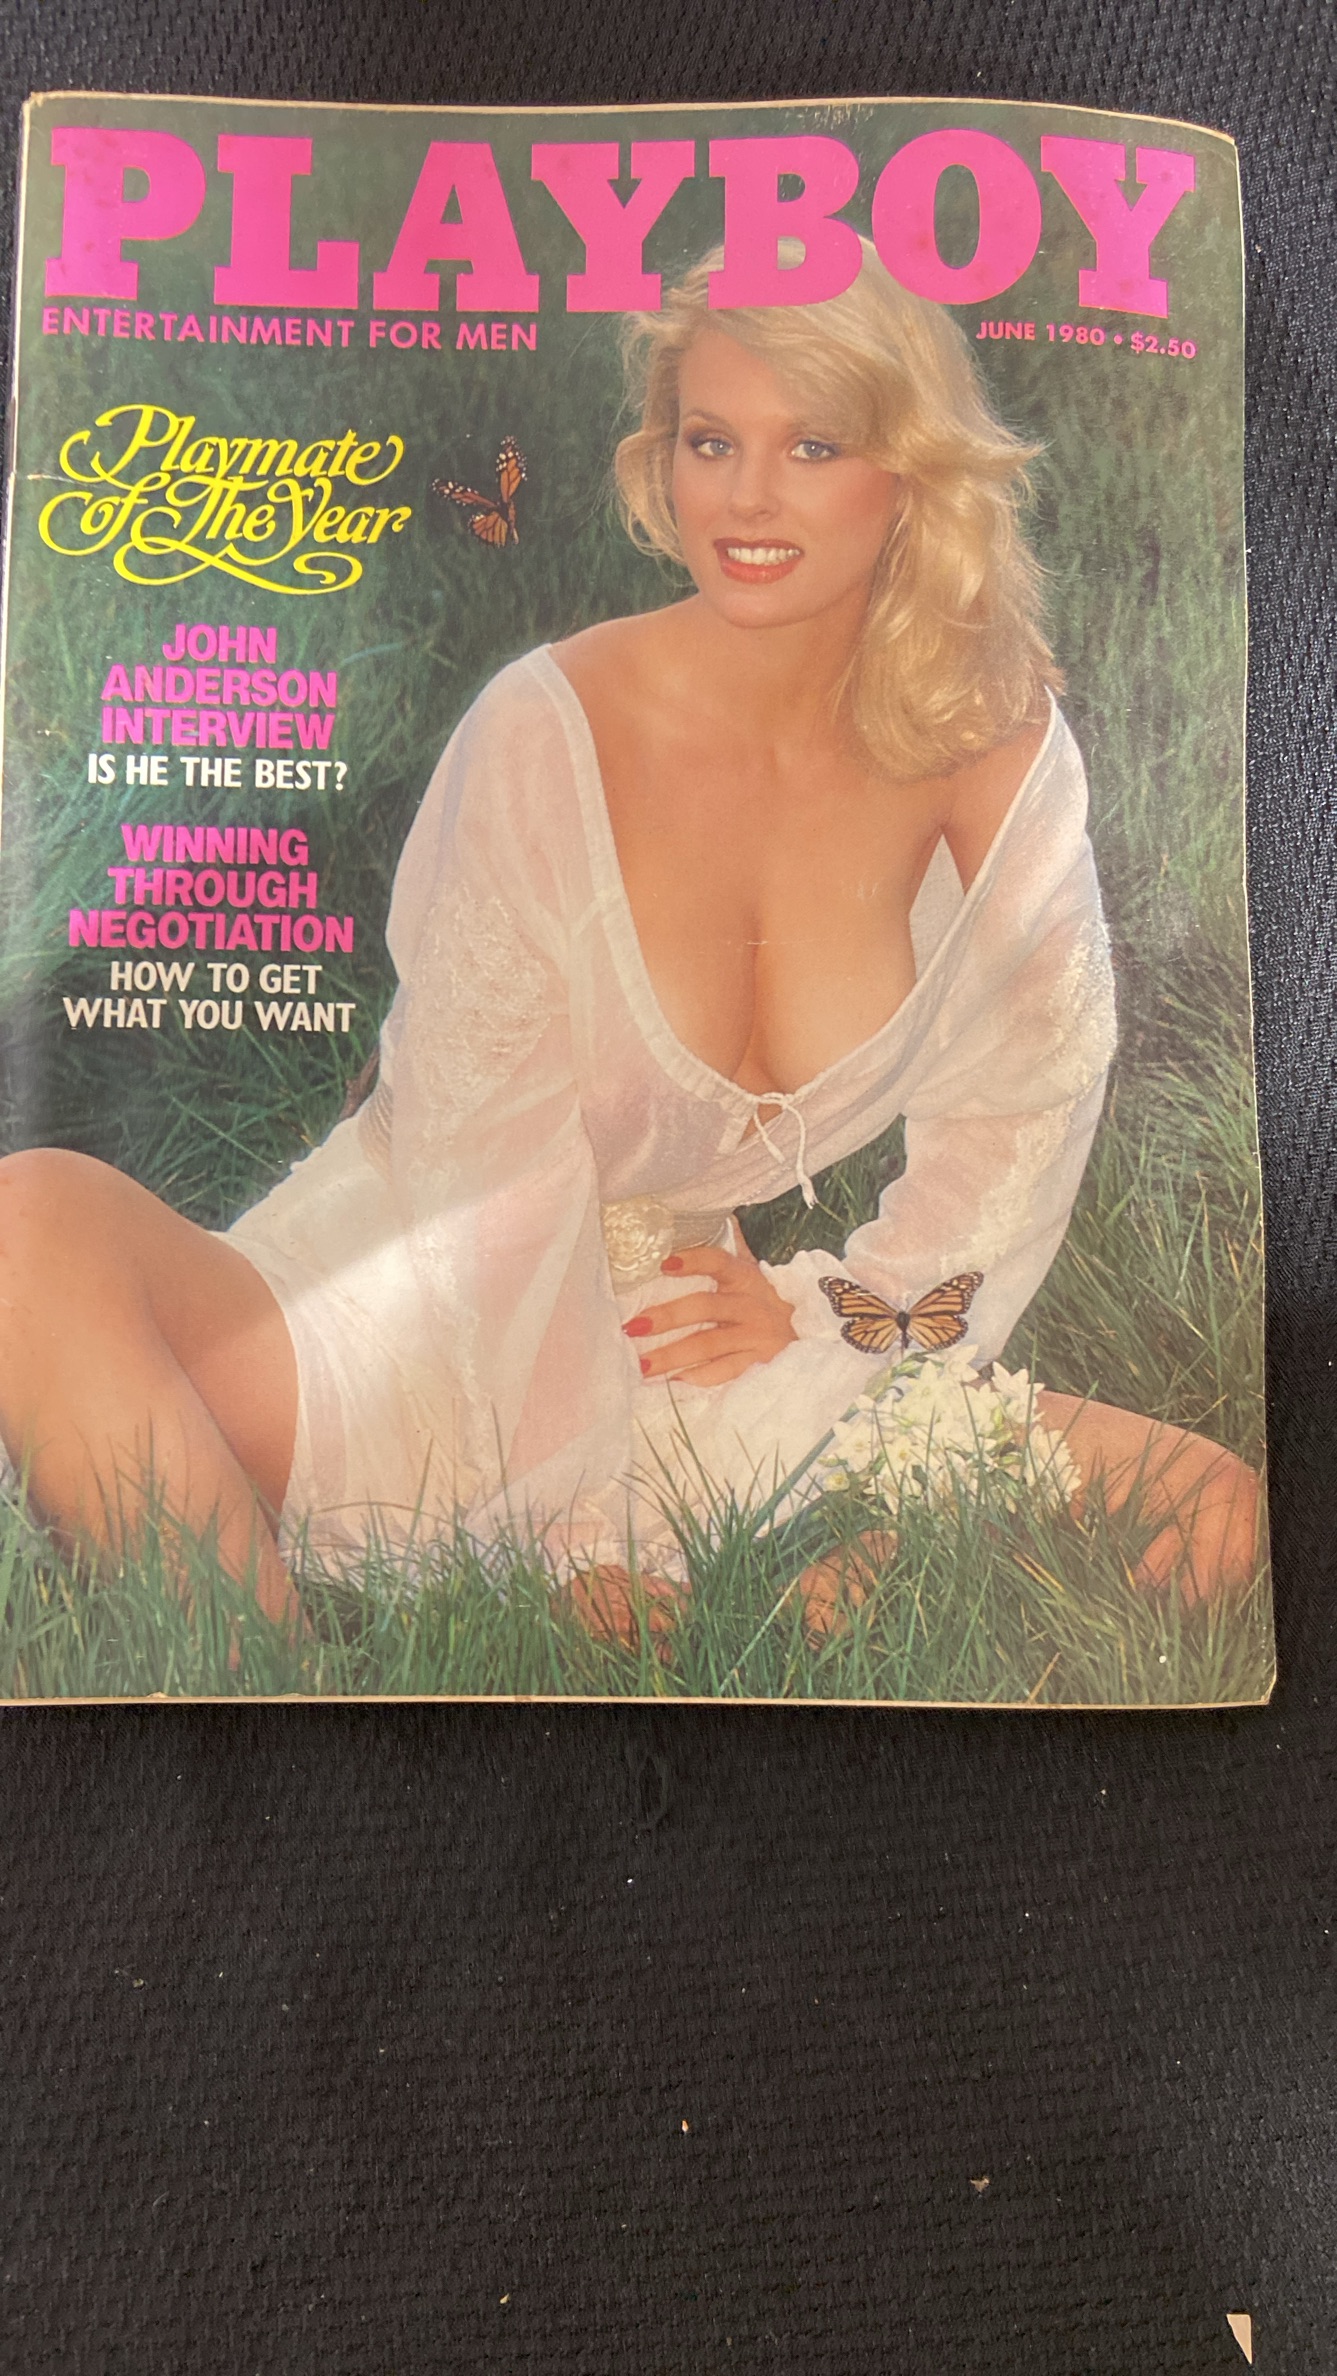 PLAYBOY
ENTERTAINMENT FOR MEN
JUNE 1980 • $2.50
Playmate
of The Year
JOHN
ANDERSON
INTERVIEW
IS HE THE BEST?
WINNING
THROUGH
NEGOTIATION
HOW TO GET
WHAT YOU WANT